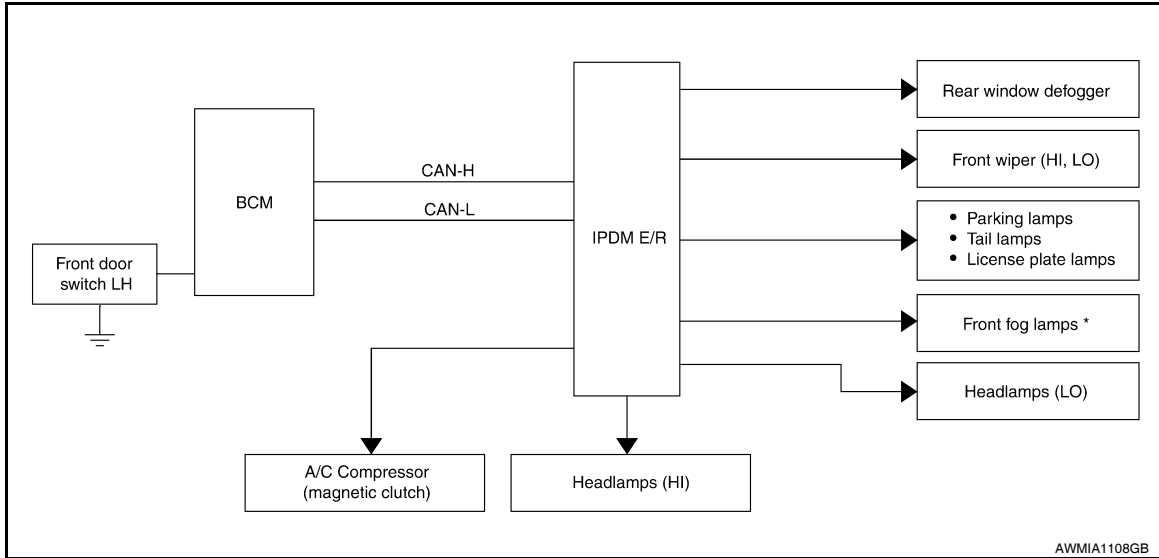 Rear window defogger
Front wiper (HI, LO)
CAN-H
BCM
CAN-L
IPDM E/R
• Parking lamps
• Tail lamps
• License plate lamps
Front door
switch LH
Front fog lamps *
Headlamps (LO)
A/C Compressor
(magnetic clutch)
Headlamps (HI)
AWMIA1108GB